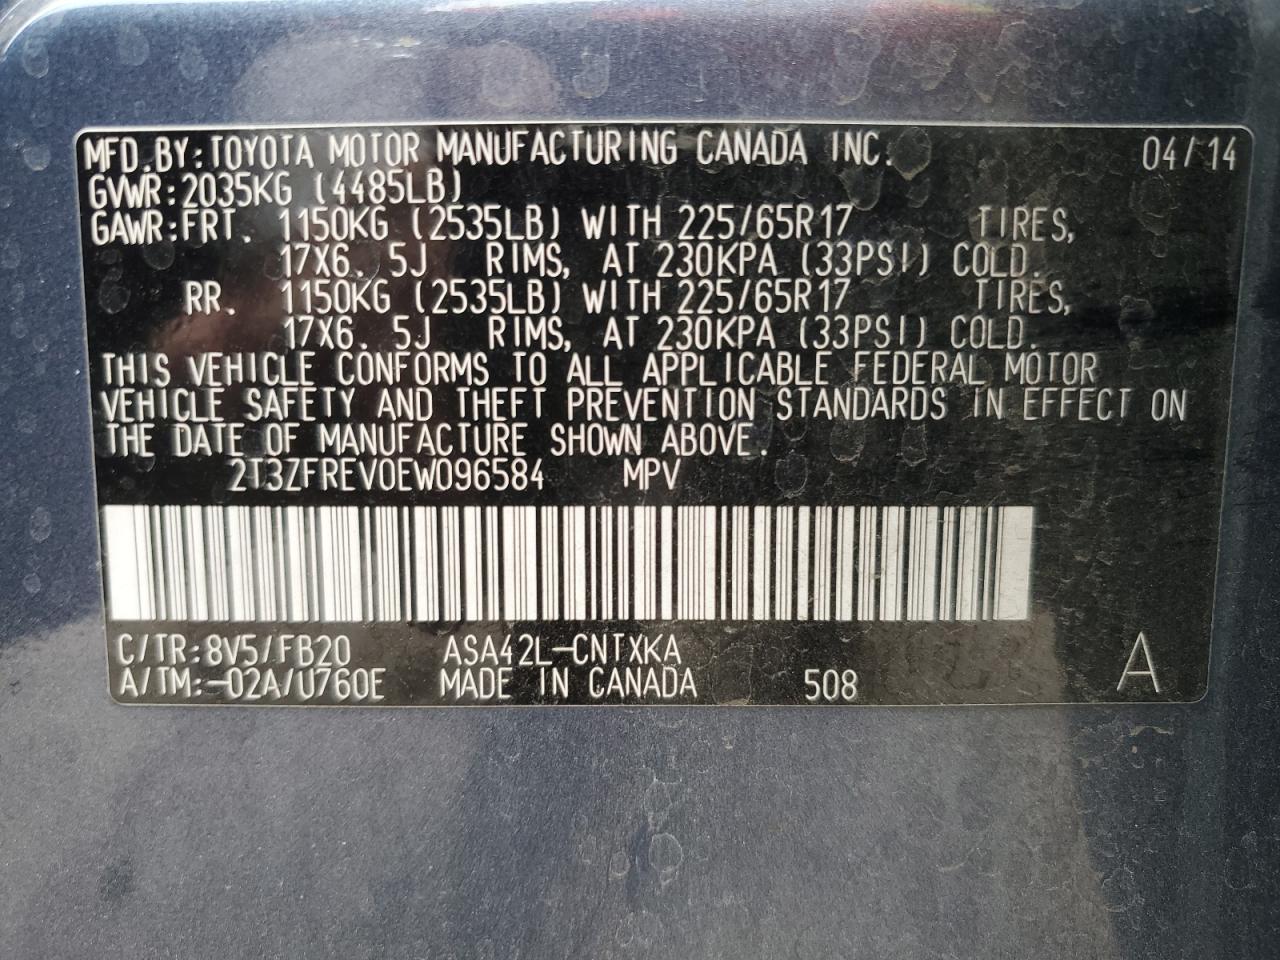 MFD.BY:TOYOTA MOTOR MANUFACTURING CANADA INC. 04/14
GVWR:2035KG (4485LB)
GAWR:FRT. 1150KG (2535LB) WITH 225/65R17 TIRES,
17X6.5J RIMS, AT 230KPA (33PSI) COLD.
RR. 1150KG (2535LB) WITH 225/65R17 TIRES,
17X6.5J RIMS, AT 230KPA (33PSI) COLD.
THIS VEHICLE CONFORMS TO ALL APPLICABLE FEDERAL MOTOR
VEHICLE SAFETY AND THEFT PREVENTION STANDARDS IN EFFECT ON
THE DATE OF MANUFACTURE SHOWN ABOVE.
2T3ZFREV0EW096584 MPV
C/TR:8V5/FB20 ASA42L-CNTXKA A
A/TM:-02A/U760E MADE IN CANADA 508